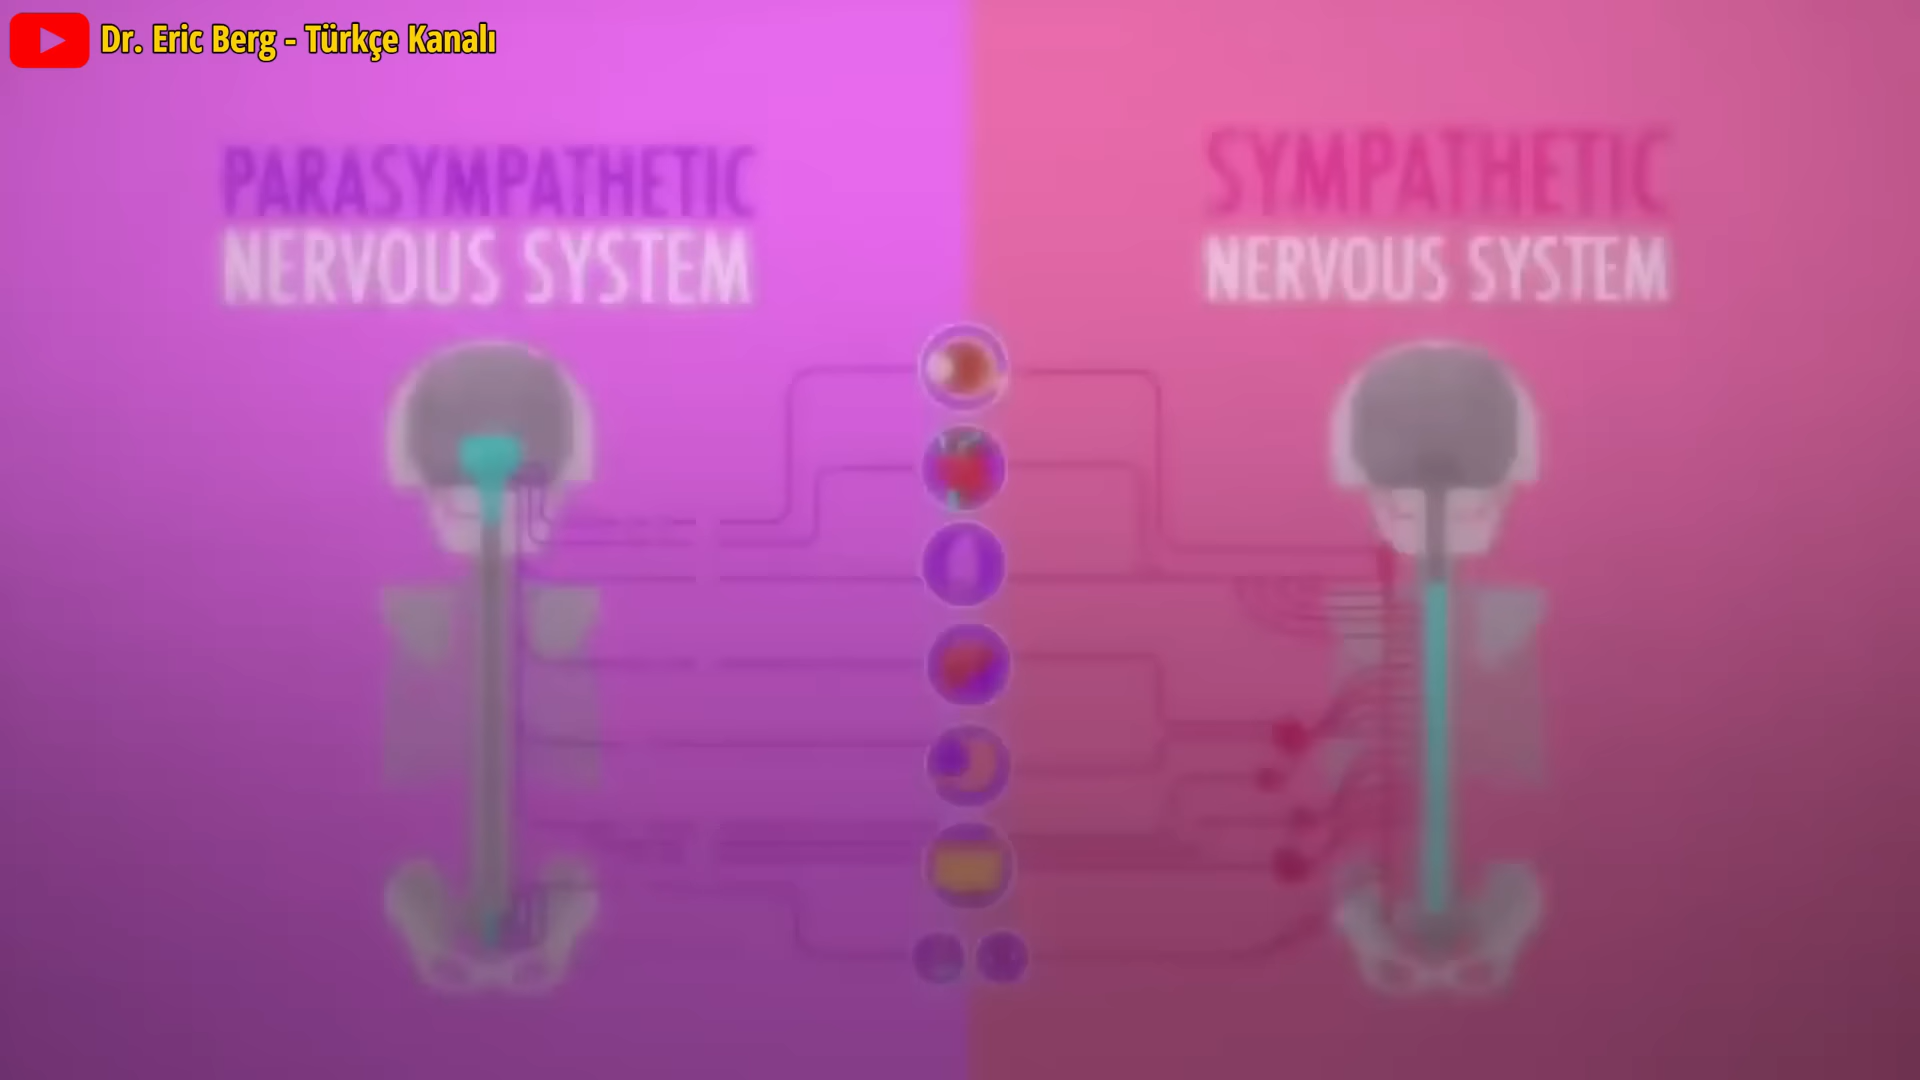 Dr. Eric Berg - Türkçe Kanalı
PARASYMPATHETIC
NERVOUS SYSTEM
SYMPATHETIC
NERVOUS SYSTEM